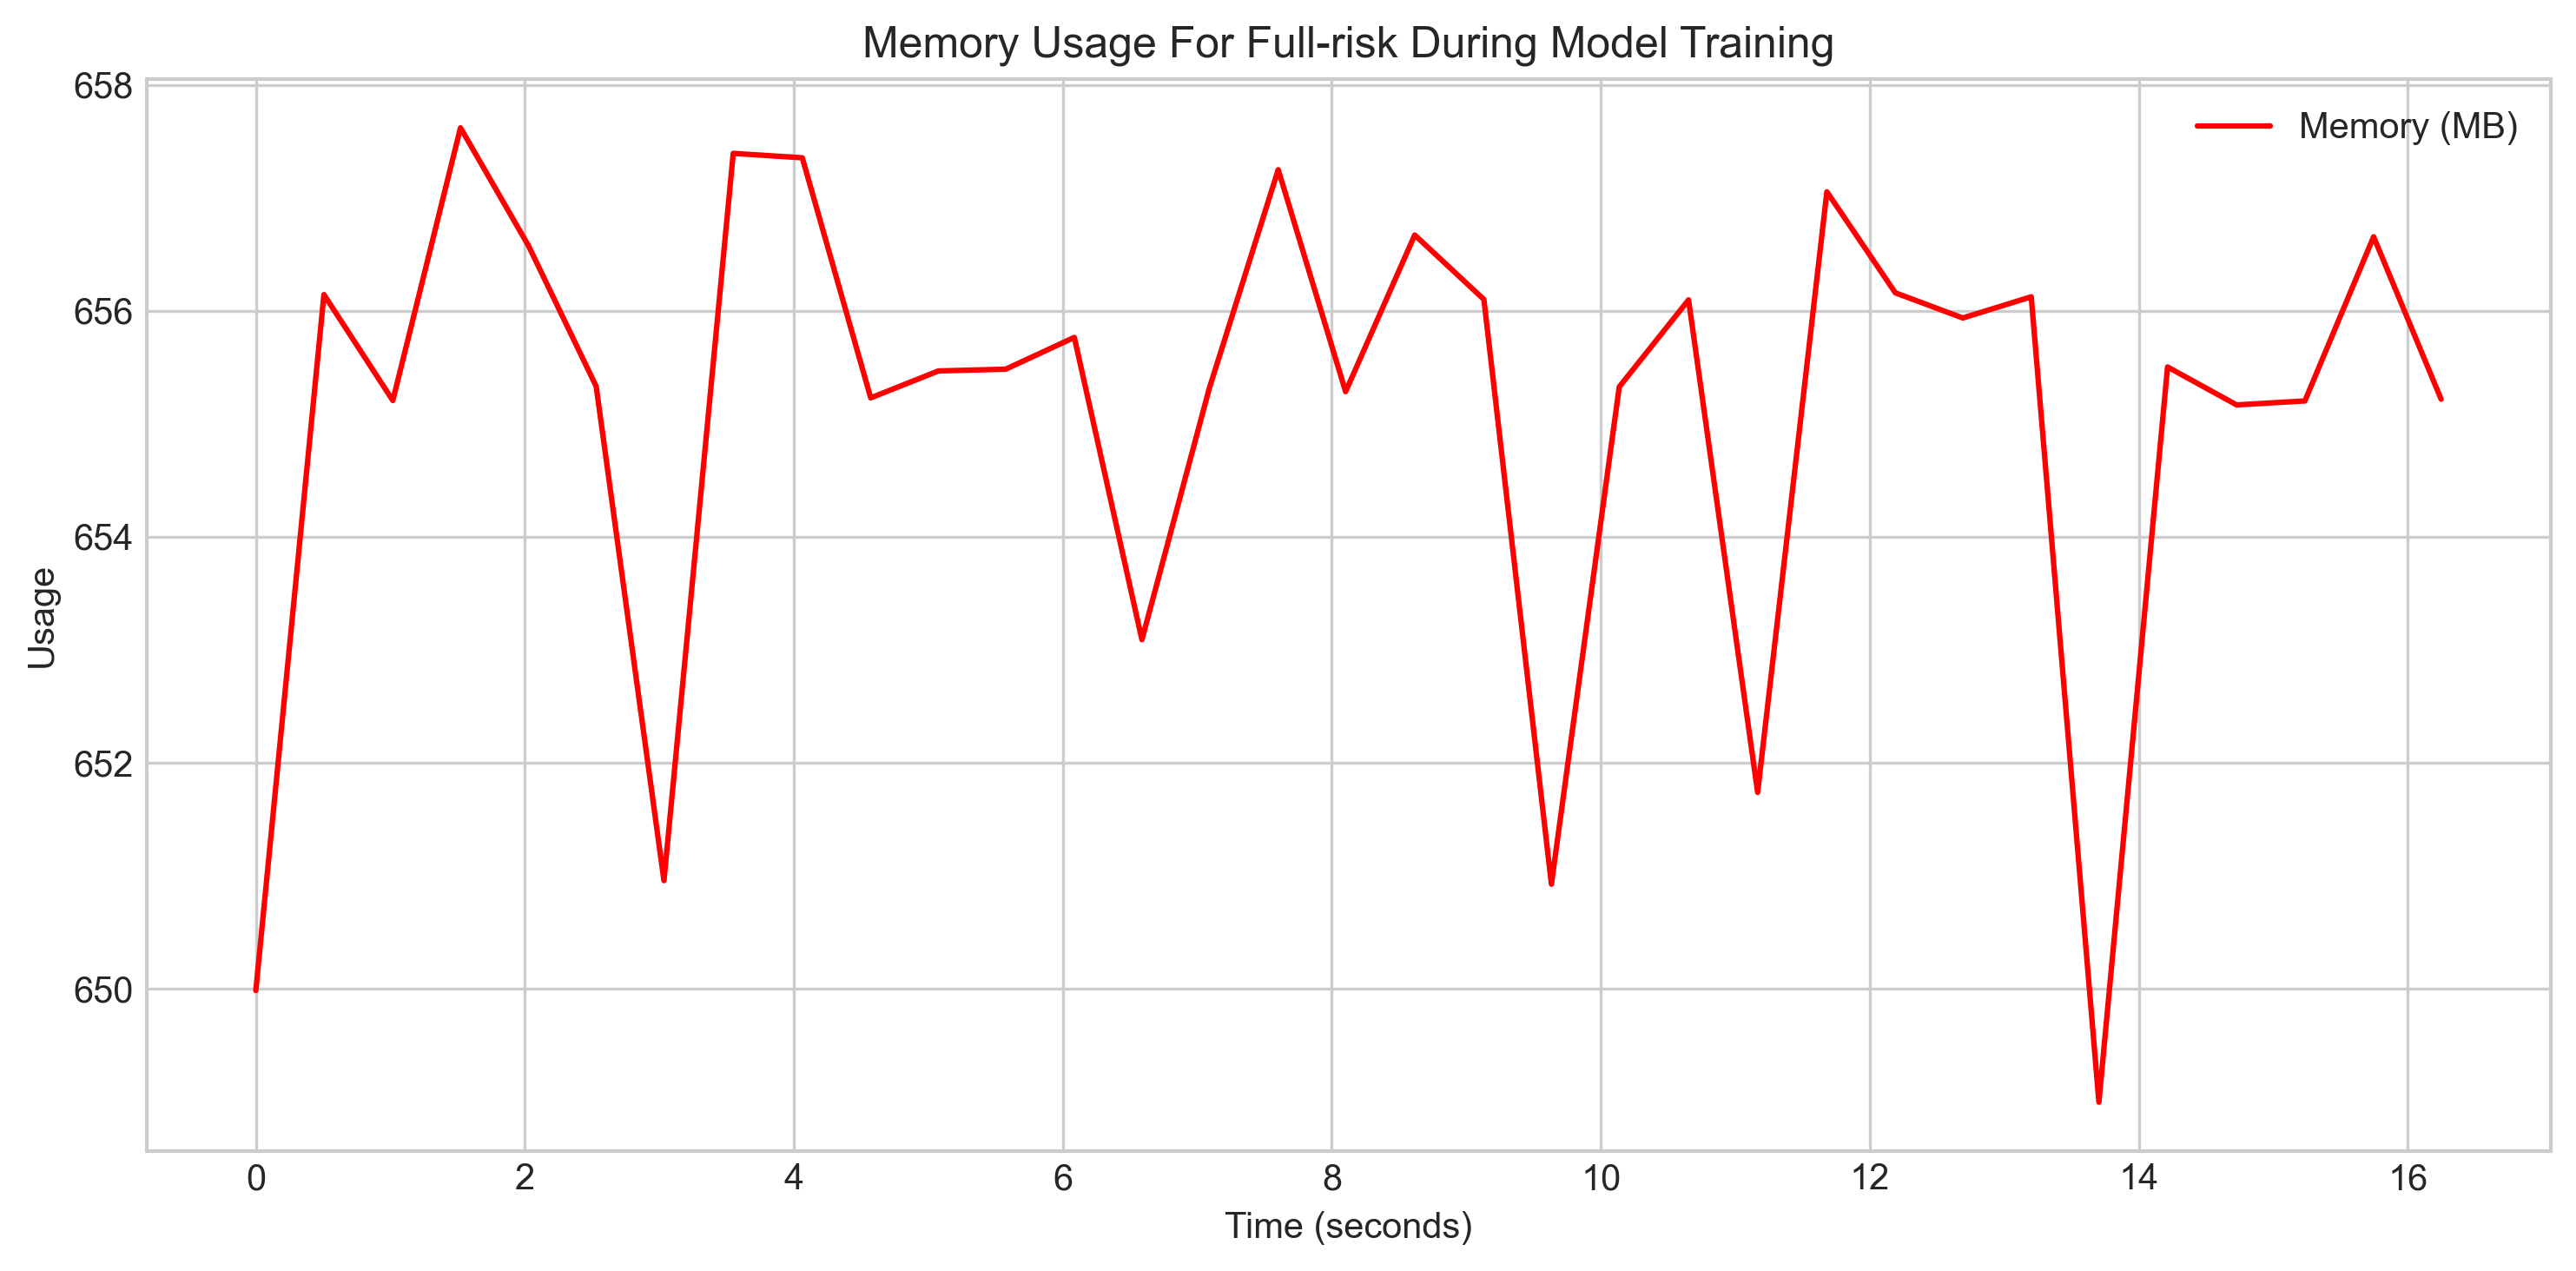 Memory Usage For Full-risk During Model Training
658
656
654
652
650
Usage
Memory (MB)
0 2 4 6 8 10 12 14 16
Time (seconds)